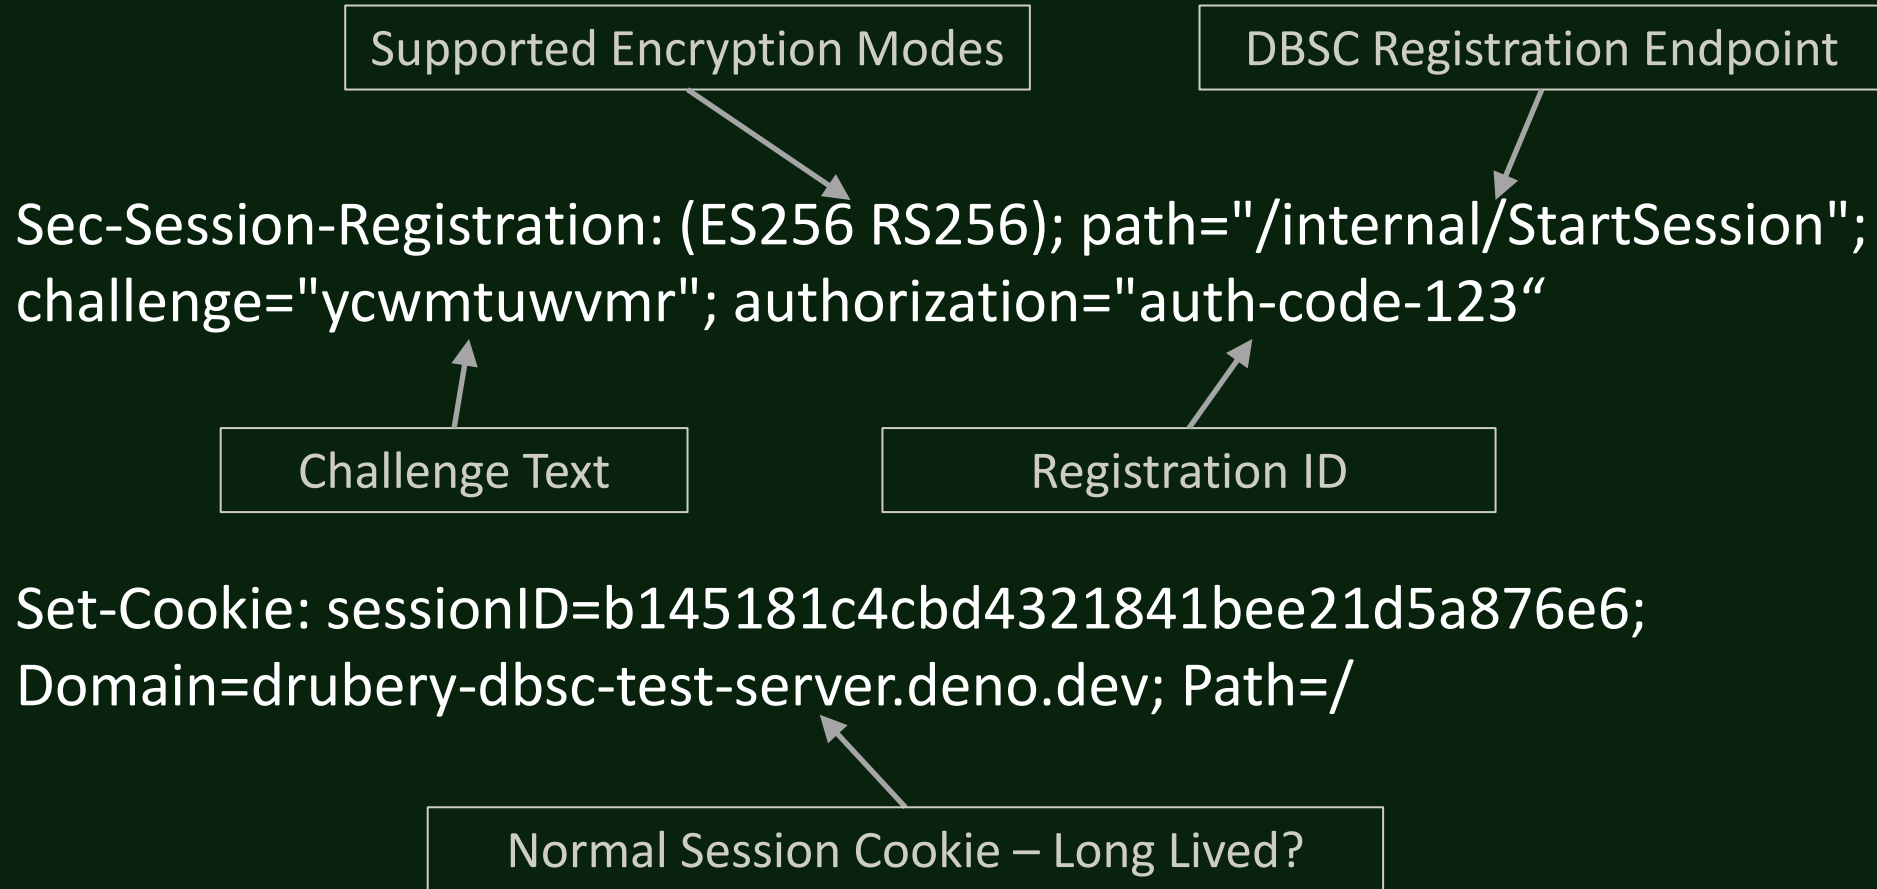 Supported Encryption Modes
DBSC Registration Endpoint
Sec-Session-Registration: (ES256 RS256); path="/internal/StartSession";
challenge="ycwmtuwvmr"; authorization="auth-code-123“
Challenge Text
Registration ID
Set-Cookie: sessionID=b145181c4cbd4321841bee21d5a876e6;
Domain=drubery-dbsc-test-server.deno.dev; Path=/
Normal Session Cookie – Long Lived?